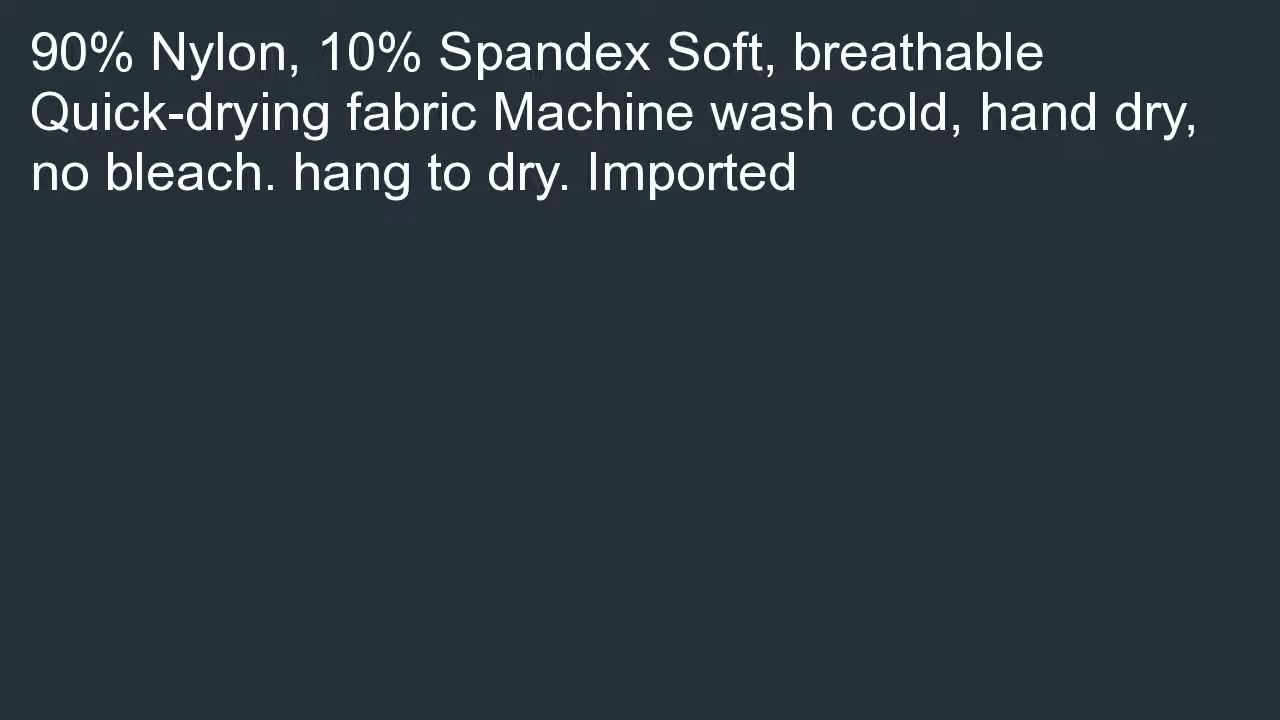 90% Nylon, 10% Spandex Soft, breathable
Quick-drying fabric Machine wash cold, hand dry,
no bleach. hang to dry. Imported